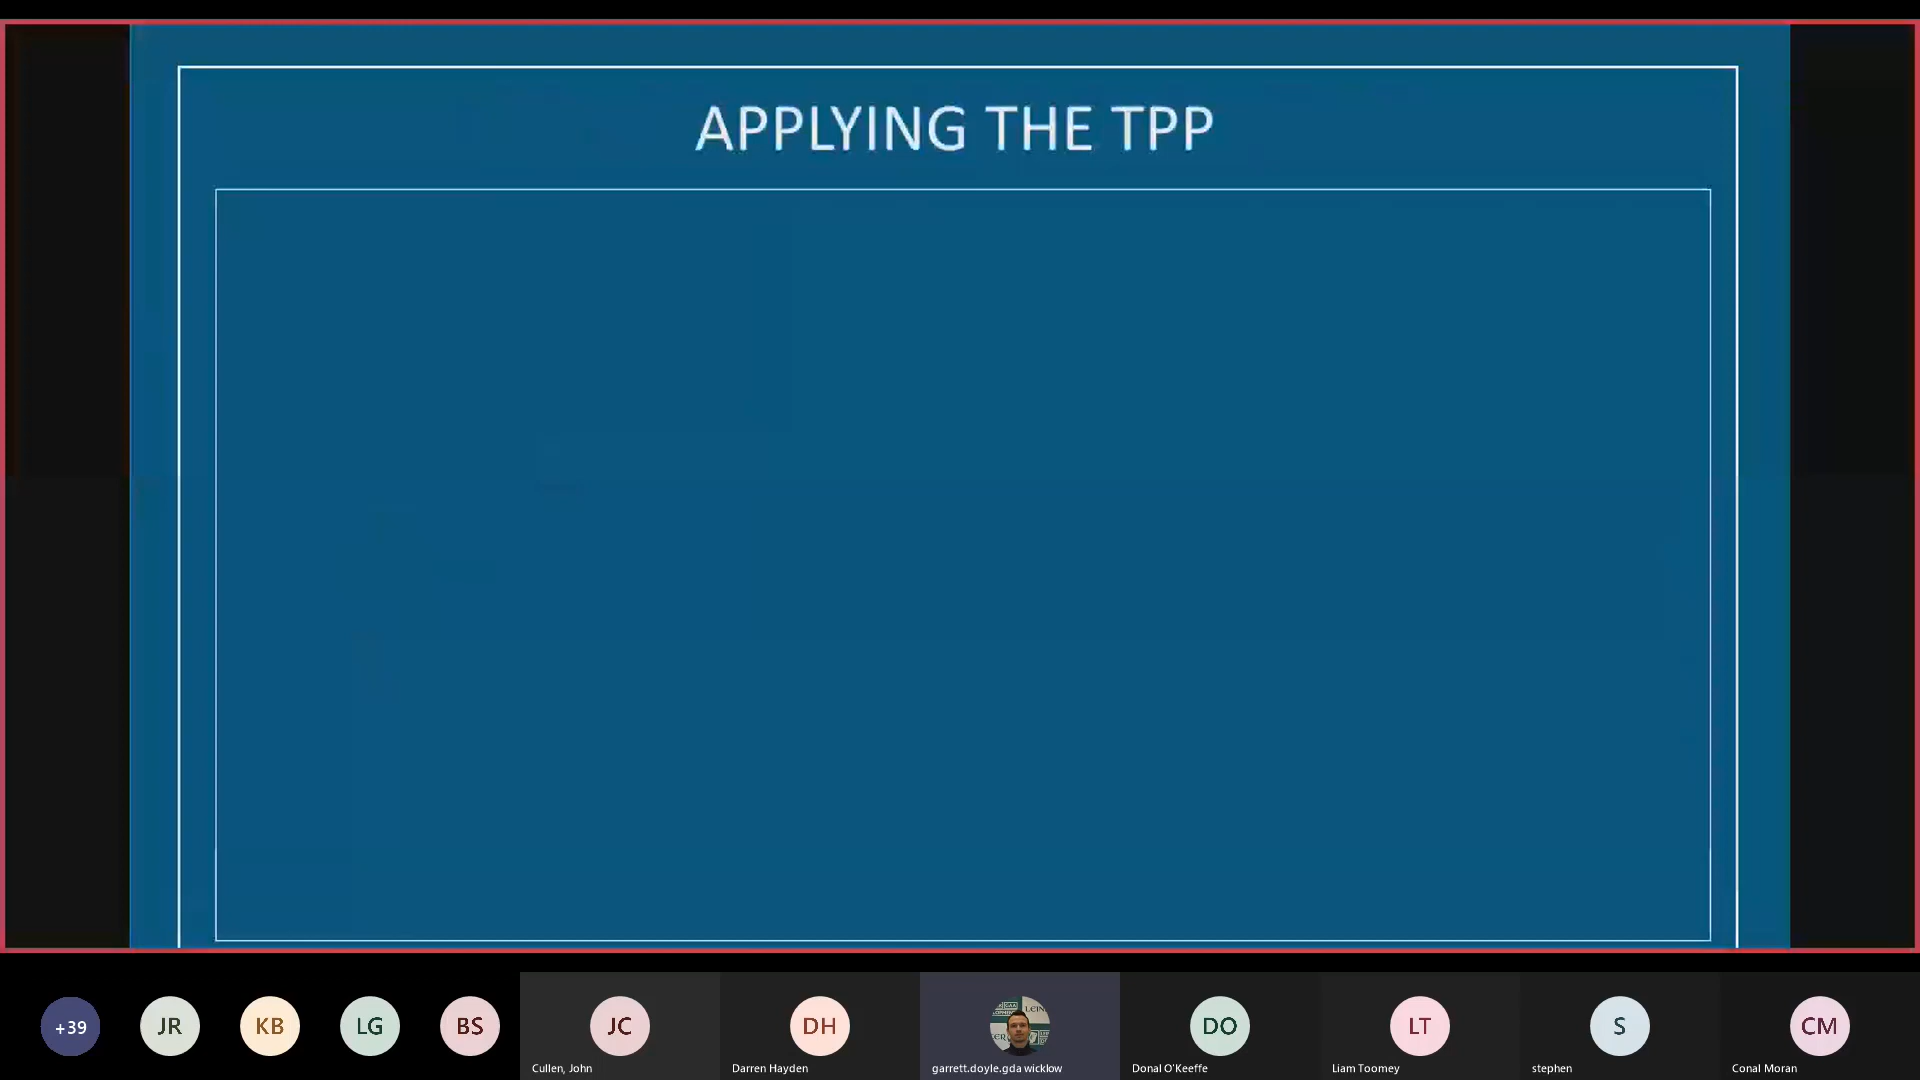 APPLYING THE TPP
+39
JR
KB
LG
BS
JC
DH
DO
LT
S
CM
Cullen, John
Darren Hayden
garrett.doyle.gda wicklow
Donal O'Keeffe
Liam Toomey
stephen
Conal Moran